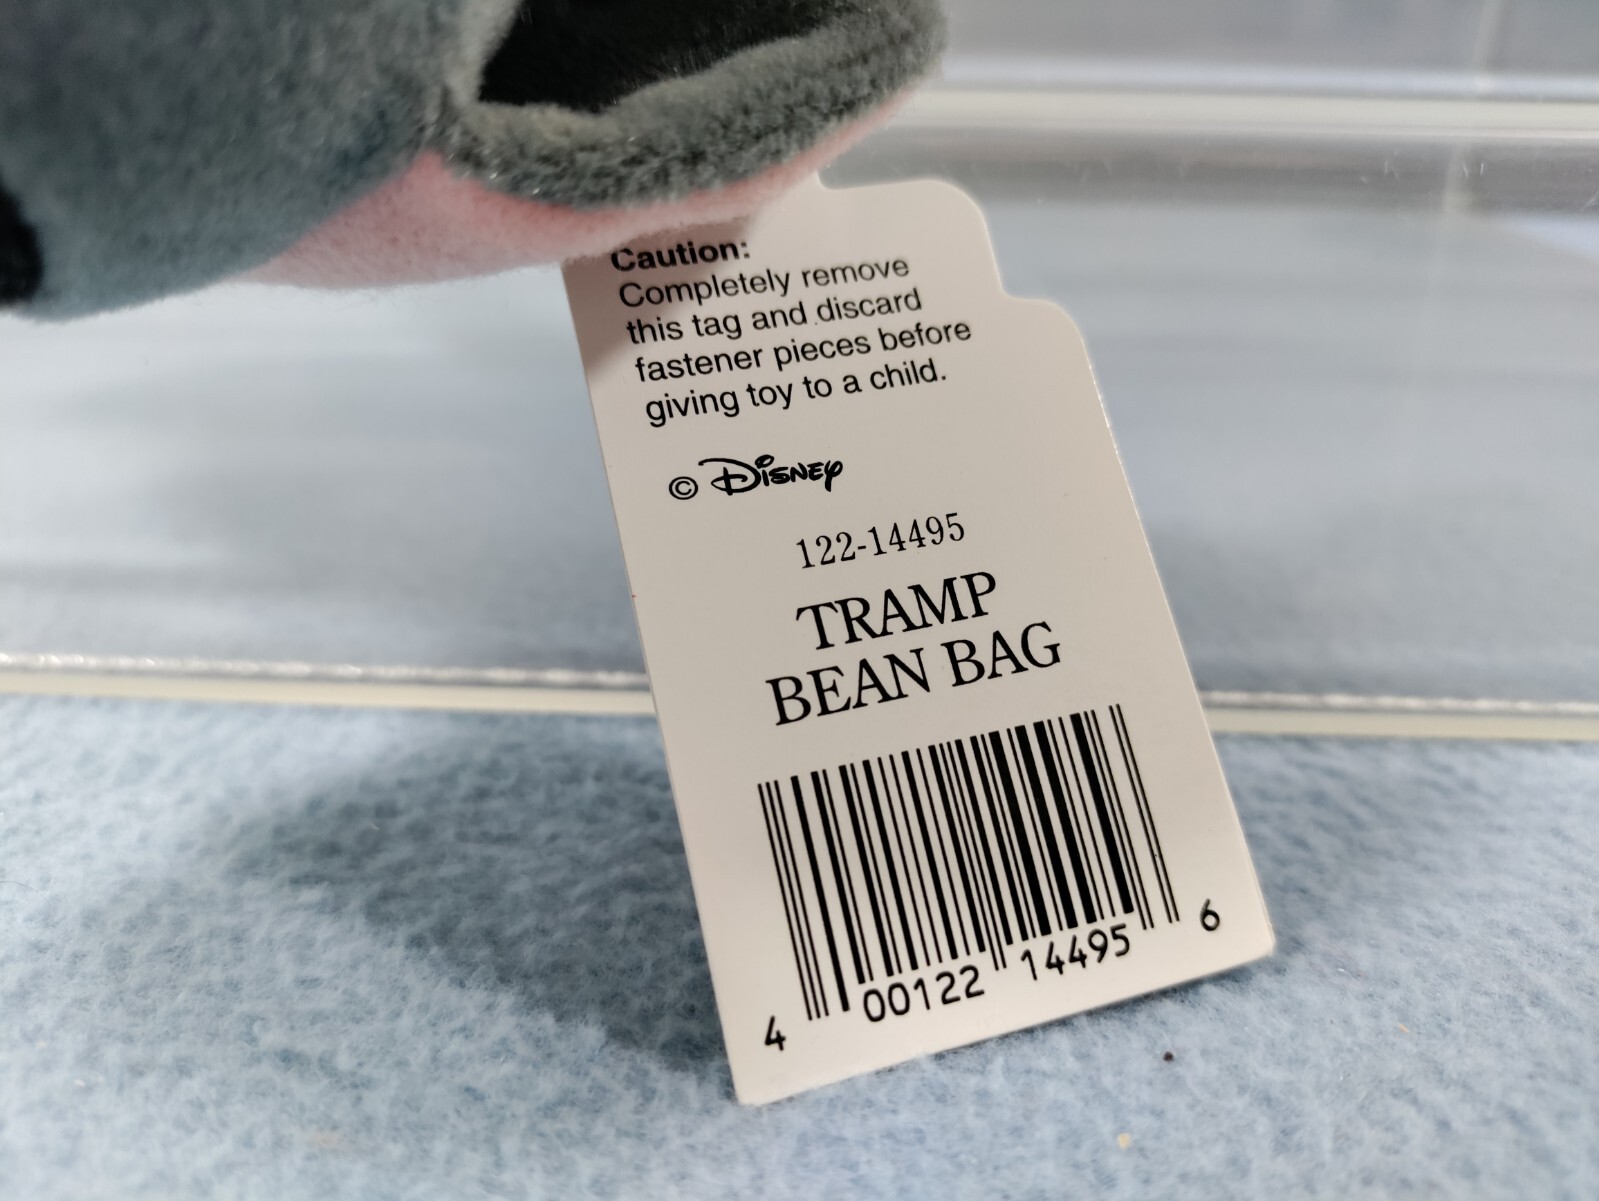 Caution:
Completely remove
this tag and discard
fastener pieces before
giving toy to a child.
© Disney
122-14495
TRAMP
BEAN BAG
4 00122 14495 6